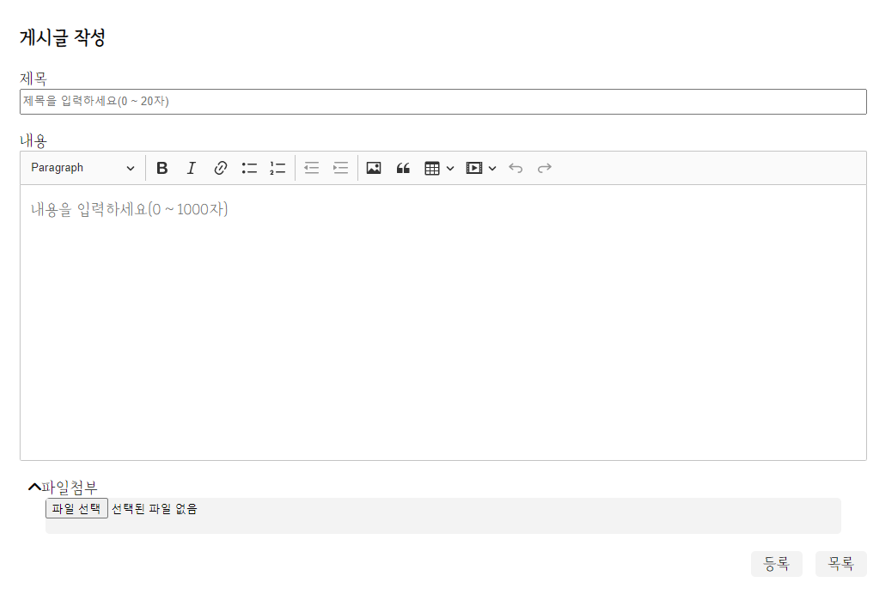 게시글 작성
제목
제목을 입력하세요(0 ~ 20자)
내용
Paragraph
내용을 입력하세요(0 ~ 1000자)
파일첨부
파일 선택 선택된 파일 없음
등록 목록